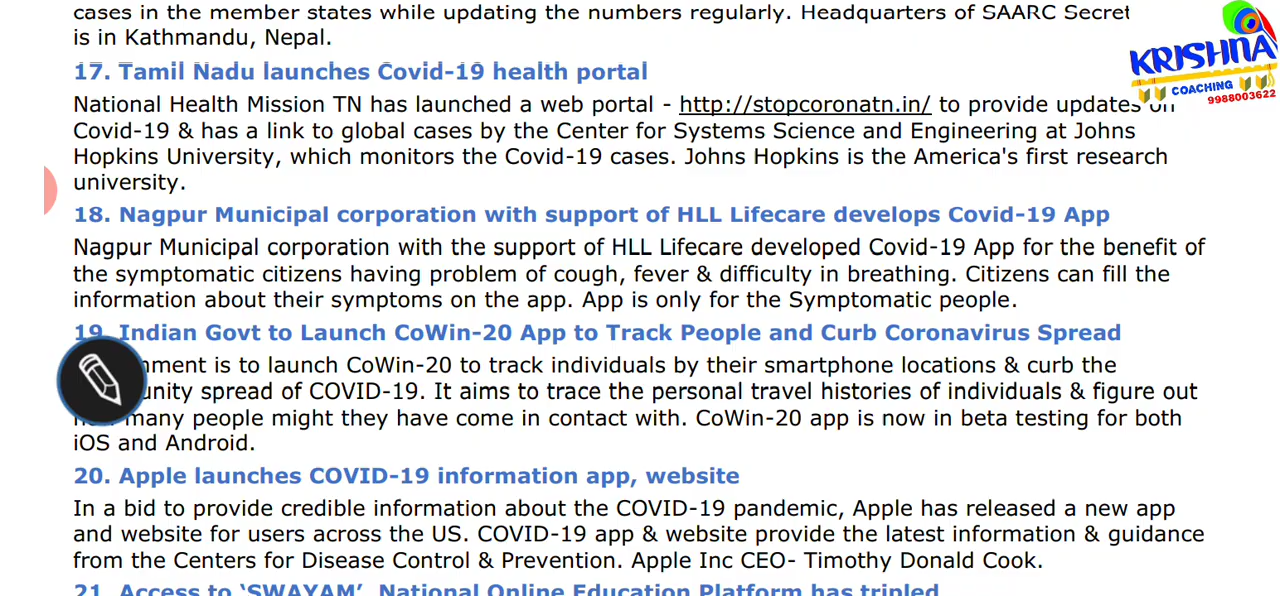 cases in the member states while updating the numbers regularly. Headquarters of SAARC
is in Kathmandu, Nepal.
KRISHNA
COACHING
9988003622
17. Tamil Nadu launches Covid-19 health portal
National Health Mission TN has launched a web portal - http://stopcoronatn.in/ to provide updates on
Covid-19 & has a link to global cases by the Center for Systems Science and Engineering at Johns
Hopkins University, which monitors the Covid-19 cases. Johns Hopkins is the America's first research
university.
18. Nagpur Municipal corporation with support of HLL Lifecare develops Covid-19 App
Nagpur Municipal corporation with the support of HLL Lifecare developed Covid-19 App for the benefit of
the symptomatic citizens having problem of cough, fever & difficulty in breathing. Citizens can fill the
information about their symptoms on the app. App is only for the Symptomatic people.
19. Indian Govt to Launch CoWin-20 App to Track People and Curb Coronavirus Spread
is to launch CoWin-20 to track individuals by their smartphone locations & curb the
spread of COVID-19. It aims to trace the personal travel histories of individuals & figure out
many people might they have come in contact with. CoWin-20 app is now in beta testing for both
iOS and Android.
20. Apple launches COVID-19 information app, website
In a bid to provide credible information about the COVID-19 pandemic, Apple has released a new app
and website for users across the US. COVID-19 app & website provide the latest information & guidance
from the Centers for Disease Control & Prevention. Apple Inc CEO- Timothy Donald Cook.
21. Access to ‘SWAYAM’, National Online Education Platform has tripled